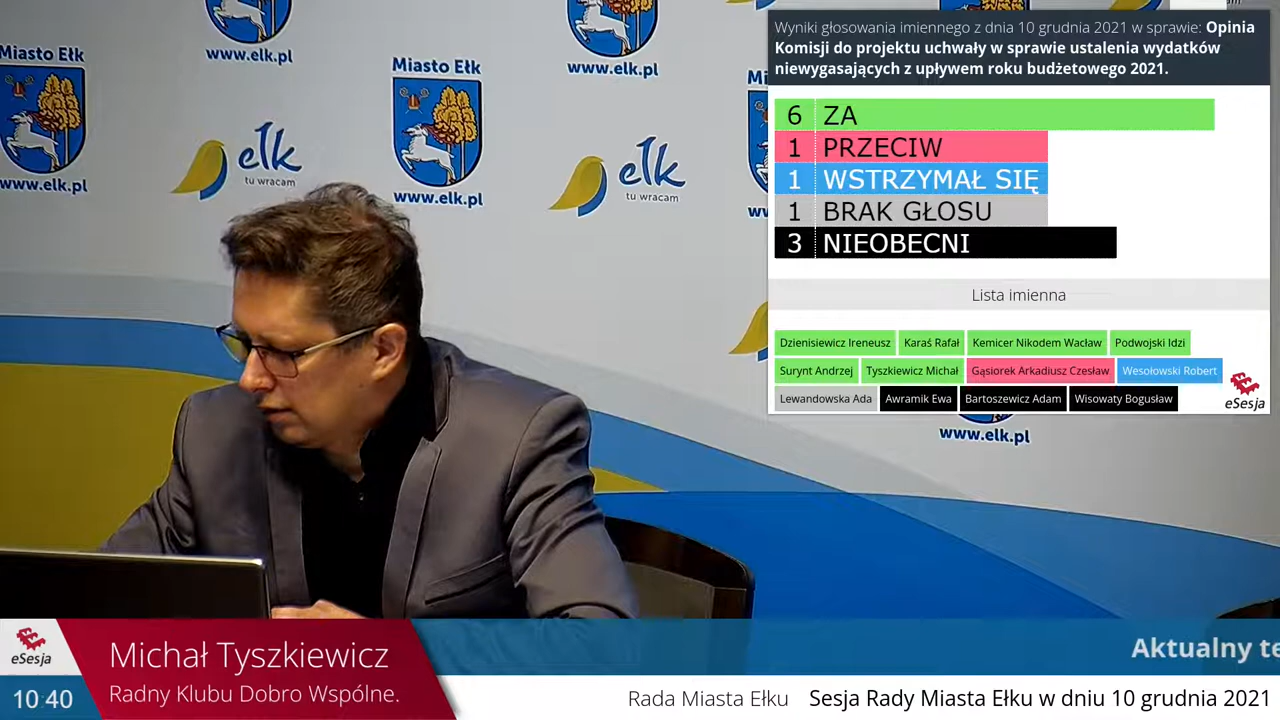 www.elk.pl
www.elk.pl
Miasto Ełk
www.elk.pl
Miasto Ełk
www.elk.pl
ełk
tu wracam
ełk
tu wracam
www.elk.pl
Wyniki głosowania imiennego z dnia 10 grudnia 2021 w sprawie: Opinia
Komisji do projektu uchwały w sprawie ustalenia wydatków
niewygasających z upływem roku budżetowego 2021.
6 ZA
1 PRZECIW
1 WSTRZYMAŁ SIĘ
1 BRAK GŁOSU
3 NIEOBECNI
Lista imienna
Dzienisiewicz Ireneusz Karaś Rafał Kemicer Nikodem Wacław Podwojski Idzi
Surynt Andrzej Tyszkiewicz Michał Gąsiorek Arkadiusz Czesław Wesołowski Robert
Lewandowska Ada Awramik Ewa Bartoszewicz Adam Wisowaty Bogusław
eSesja
eSesja
10:40
Michał Tyszkiewicz
Radny Klubu Dobro Wspólne.
Aktualny te
Rada Miasta Ełku Sesja Rady Miasta Ełku w dniu 10 grudnia 2021